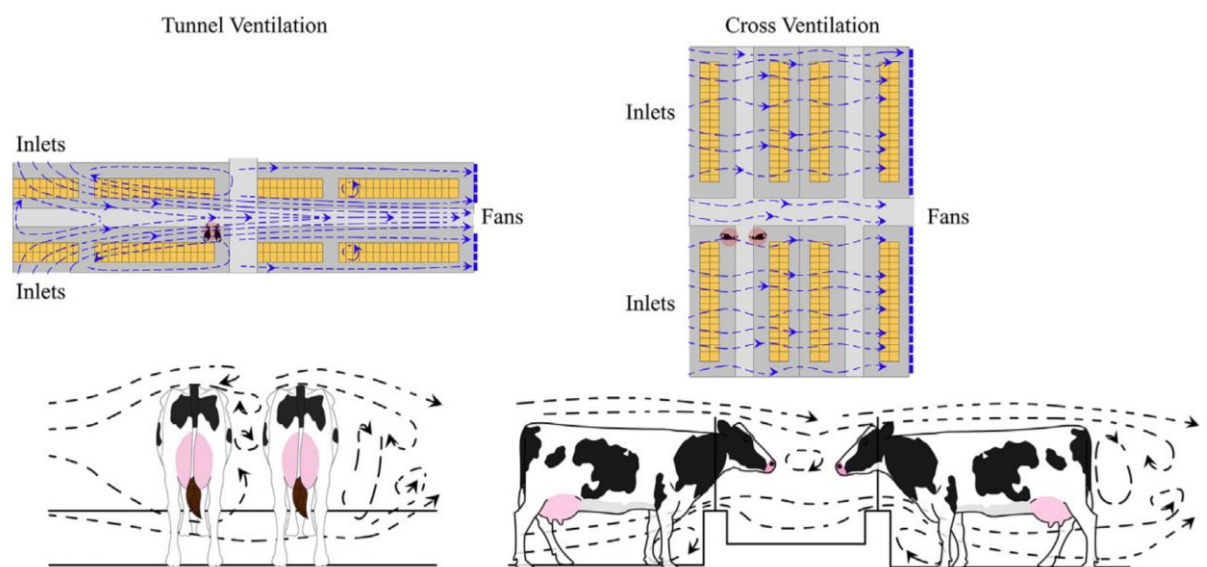 Tunnel Ventilation
Cross Ventilation
Inlets
Inlets
Fans
Inlets
Inlets
Fans